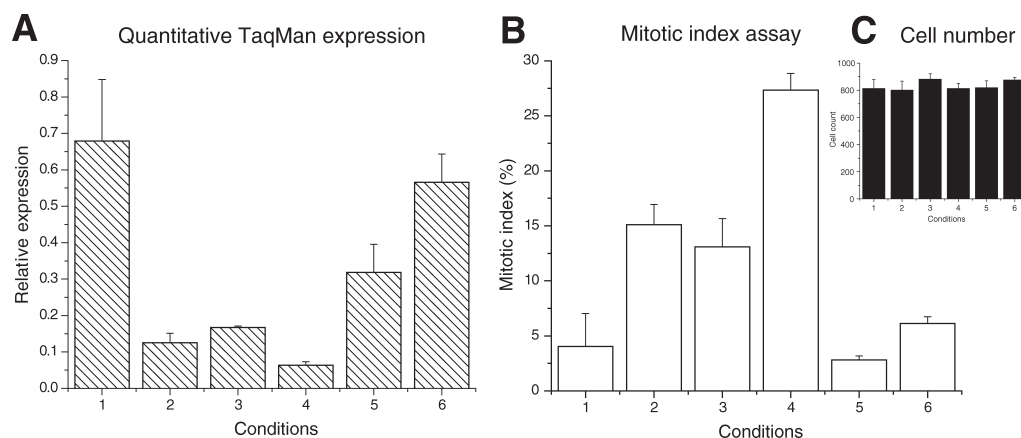 A
Quantitative TaqMan expression
Relative expression
0.9
0.8
0.7
0.6
0.5
0.4
0.3
0.2
0.1
0.0
1 2 3 4 5 6
Conditions
B
Mitotic index assay
Mitotic index (%)
30
25
20
15
10
5
0
1 2 3 4 5 6
Conditions
C
Cell number
Cell count
1000
800
600
400
200
0
1 2 3 4 5 6
Conditions